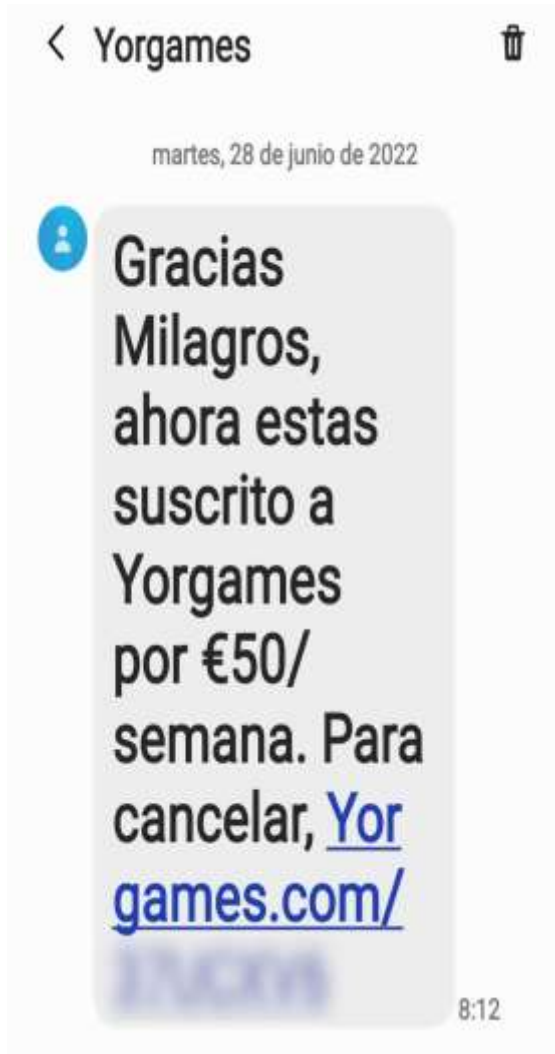 Yorgames
martes, 28 de junio de 2022
Gracias
Milagros,
ahora estas
suscrito a
Yorgames
por €50/
semana. Para
cancelar, Yor
games.com/
8:12